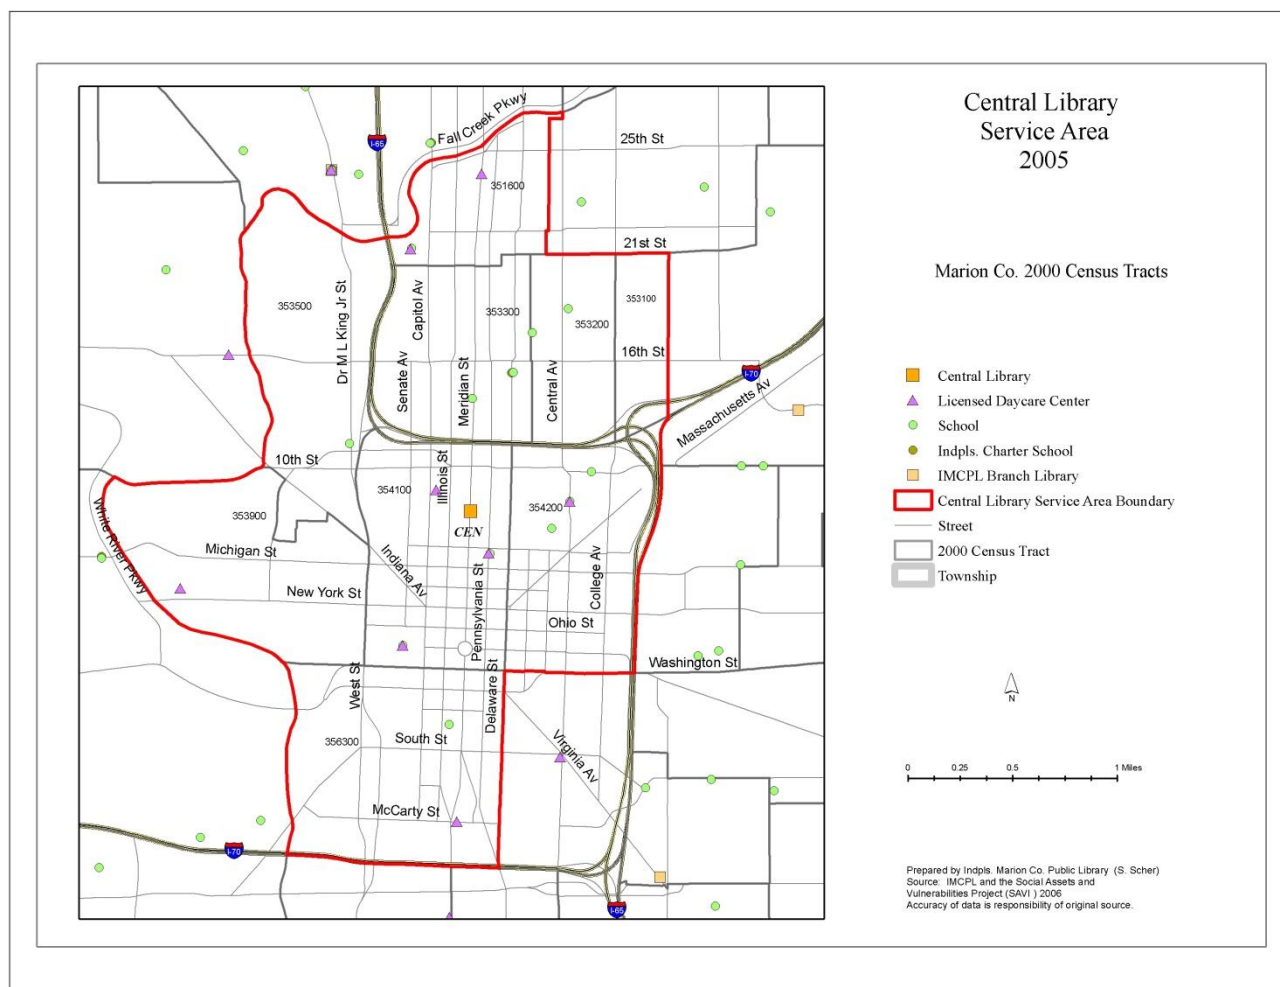 Central Library
Service Area
2005
Marion Co. 2000 Census Tracts
Central Library
Licensed Daycare Center
School
Indpls. Charter School
IMCPL Branch Library
Central Library Service Area Boundary
Street
2000 Census Tract
Township
N
0 0.25 0.5 1 Miles
Prepared by Indpls. Marion Co. Public Library (S. Scher)
Source: IMCPL and the Social Assets and
Vulnerabilities Project (SAVI ) 2006
Accuracy of data is responsibility of original source.
Fall Creek Pkwy
I-65
25th St
351600
21st St
353500
Dr M L King Jr St
Capitol Av
353300
353200
353100
Senate Av
Meridian St
Central Av
16th St
I-70
Massachusetts Av
10th St
Illinois St
354100
354200
353900
CEN
White River Pkwy
Michigan St
Indiana Av
New York St
Pennsylvania St
College Av
Ohio St
West St
Delaware St
Washington St
356300
South St
Virginia Av
McCarty St
I-70
I-65